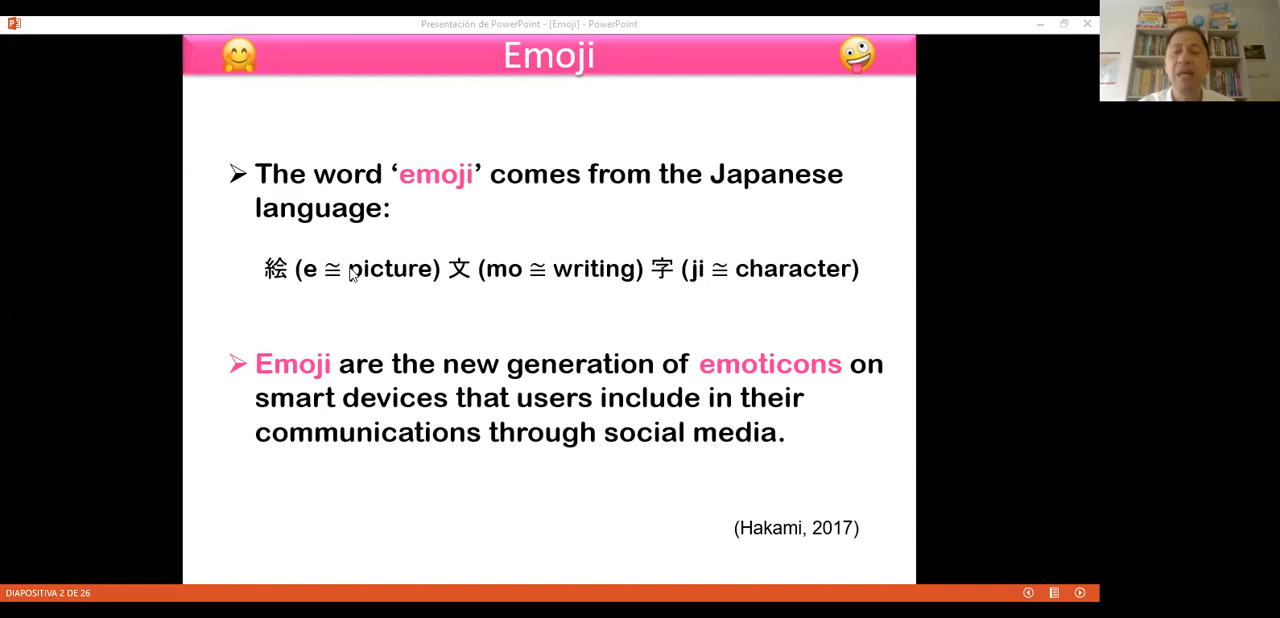 Presentación de PowerPoint - [Emoji] - PowerPoint
Emoji
The word ‘emoji’ comes from the Japanese
language:
絵 (e ≅ picture) 文 (mo ≅ writing) 字 (ji ≅ character)
Emoji are the new generation of emoticons on
smart devices that users include in their
communications through social media.
(Hakami, 2017)
DIAPOSITIVA 2 DE 26